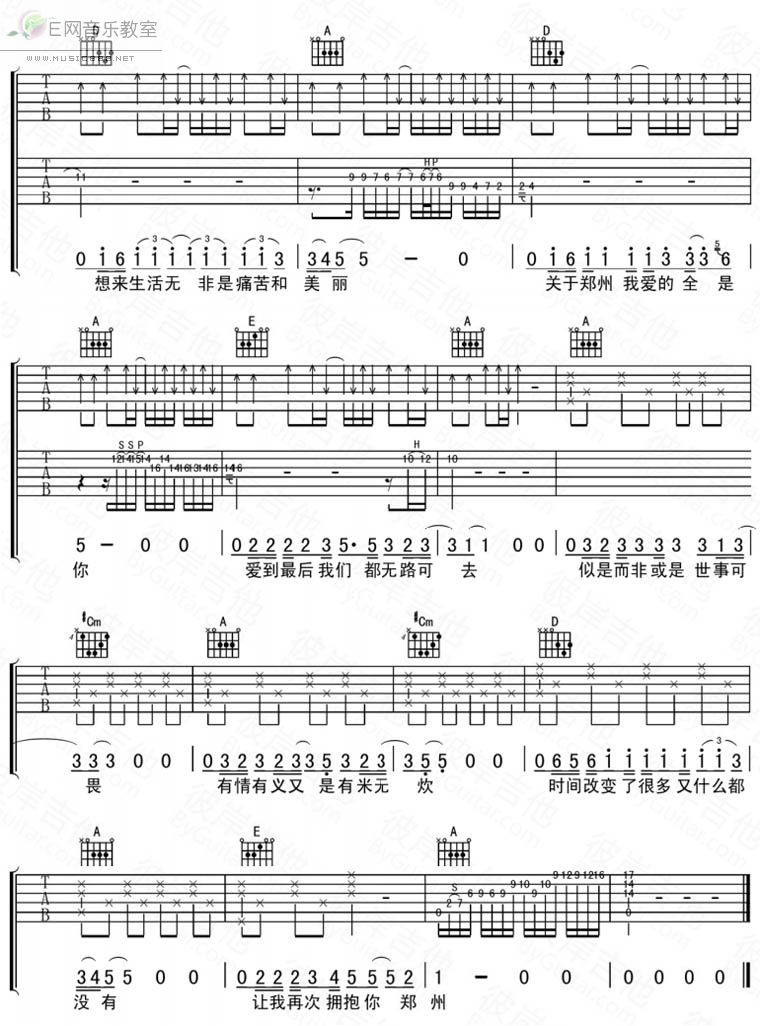 E网音乐教室
WWW.MUSICEEE.NET
D A D
T A B
T A B
11 9 9 7 6 7 7 6 7 6 9 9 4 7 2 2 4
H P
0 1 6 1 1 1 1 1 1 1 3 3 4 5 5 - 0 0 1 6 1 1 1 3 3 3 5 6
想来生活无 非是痛苦和 美 丽 关于郑州 我爱的 全 是
A E A A
T A B
S S P H
T A B
12 14 15 14 14 16 14 16 13 14 16 14 16 10 12 10
5 - 0 0 0 2 2 2 2 3 5· 5 3 2 3 3 1 1 0 0 0 3 2 3 3 3 3 3 1 3
你 爱到最后我们 都无路可 去 似是而非或是 世事可
#Cm A #Cm D
4 4
T A B
3 3 3 0 0 0 3 2 3 2 3 3 5 3 2 3 3 5 5 0 0 0 6 5 6 1 1 1 1 1 1 1 3
畏 有情有义又 是有米无 炊 时间改变了很多又什么都
A E A
T A B
S
0 2 7 6 9 6 9 9 10 9 10 9 12 9 12 16 17 14 14 0
3 4 5 5 0 0 0 2 2 2 3 4 5 5 5 2 1 - 0 0 0 0 0 0
没 有 让我再次 拥抱你 郑 州